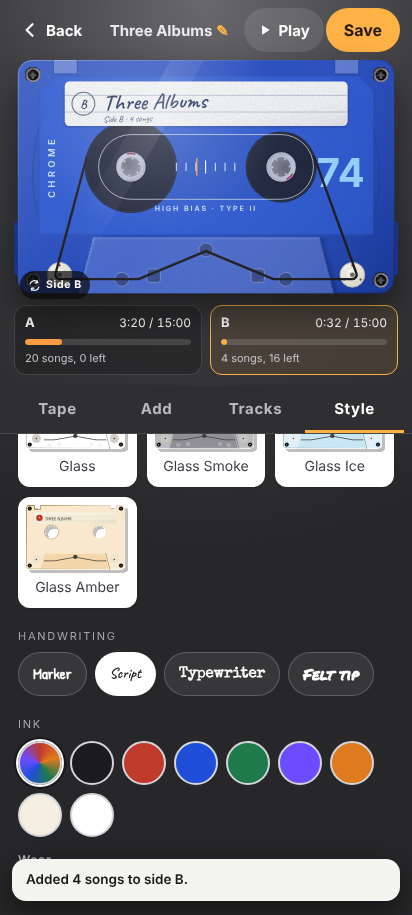 Back
Three Albums
Play
Save
B
Three Albums
Side B · 4 songs
CHROME
74
HIGH BIAS · TYPE II
Side B
A
3:20 / 15:00
20 songs, 0 left
B
0:32 / 15:00
4 songs, 16 left
Tape
Add
Tracks
Style
Glass
Glass Smoke
Glass Ice
THREE ALBUMS
Glass Amber
HANDWRITING
Marker
Script
Typewriter
FELT TIP
INK
Added 4 songs to side B.